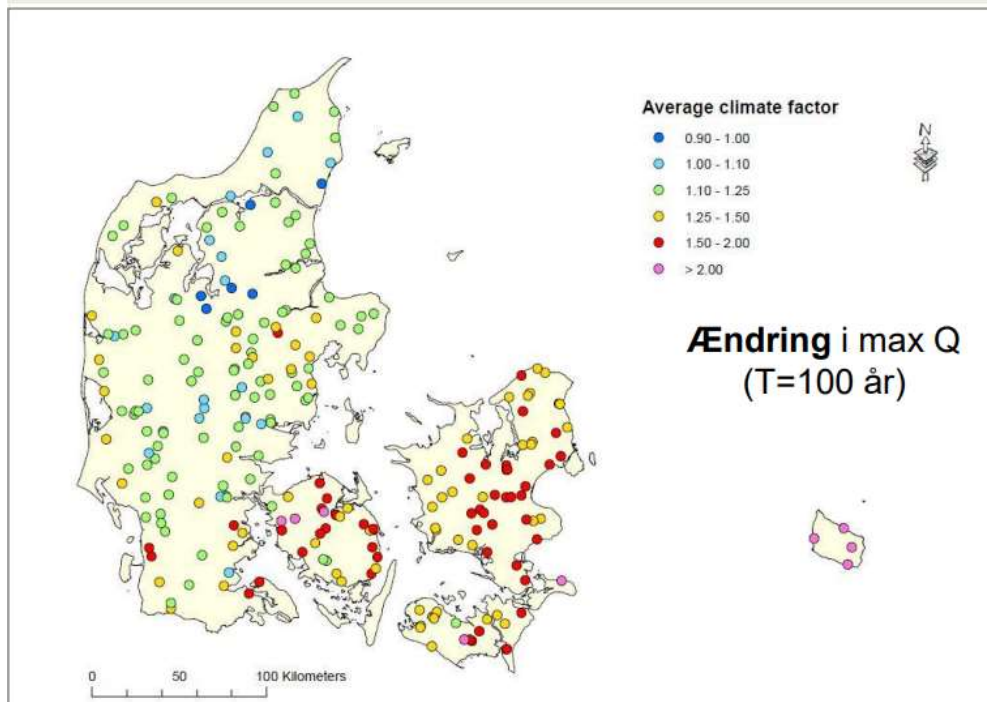 Average climate factor
0.90 - 1.00
1.00 - 1.10
1.10 - 1.25
1.25 - 1.50
1.50 - 2.00
> 2.00
N
Ændring i max Q
(T=100 år)
0 50 100 Kilometers